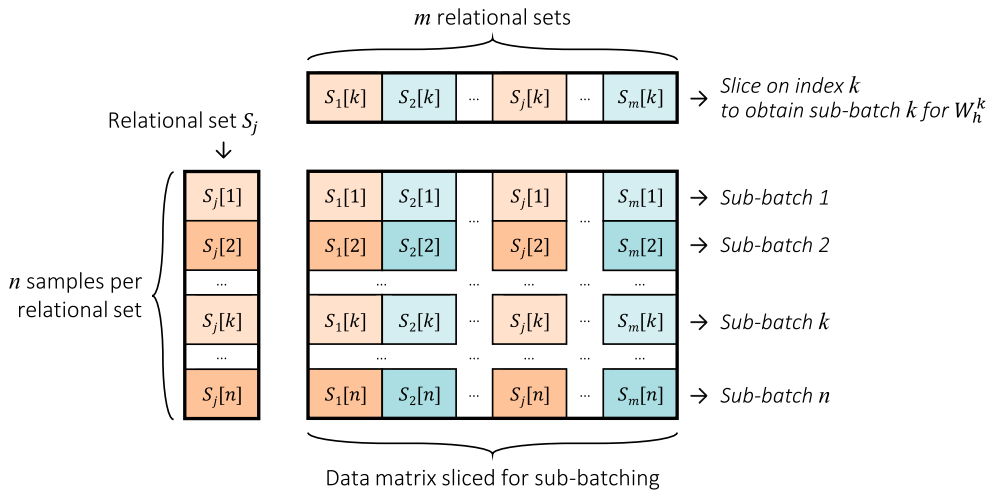 m relational sets
S₁[k] S₂[k] ... Sⱼ[k] ... Sₘ[k] → Slice on index k
to obtain sub-batch k for Wₕᵏ
Relational set Sⱼ
↓
Sⱼ[1] S₁[1] S₂[1] ... Sⱼ[1] ... Sₘ[1] → Sub-batch 1
Sⱼ[2] S₁[2] S₂[2] Sⱼ[2] Sₘ[2] → Sub-batch 2
n samples per
relational set
... ... ... ... ... ...
Sⱼ[k] S₁[k] S₂[k] Sⱼ[k] Sₘ[k] → Sub-batch k
... ... ... ... ... ...
Sⱼ[n] S₁[n] S₂[n] ... Sⱼ[n] ... Sₘ[n] → Sub-batch n
Data matrix sliced for sub-batching